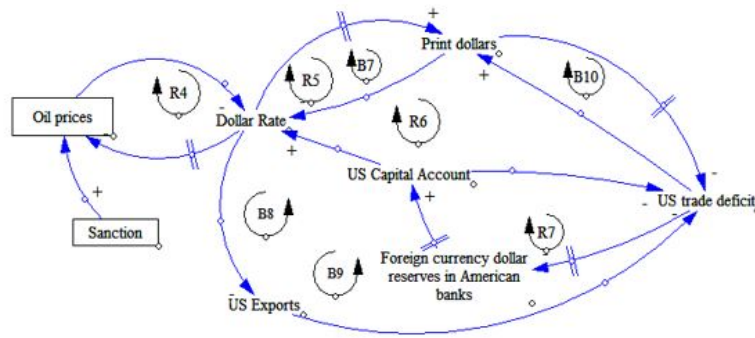 Print dollars
Oil prices
Dollar Rate
R4
R5
B7
B10
R6
US Capital Account
US trade deficit
Sanction
B8
R7
B9
Foreign currency dollar
reserves in American
banks
US Exports
+
+
+
+
+
-
-
-
-
-
-
-